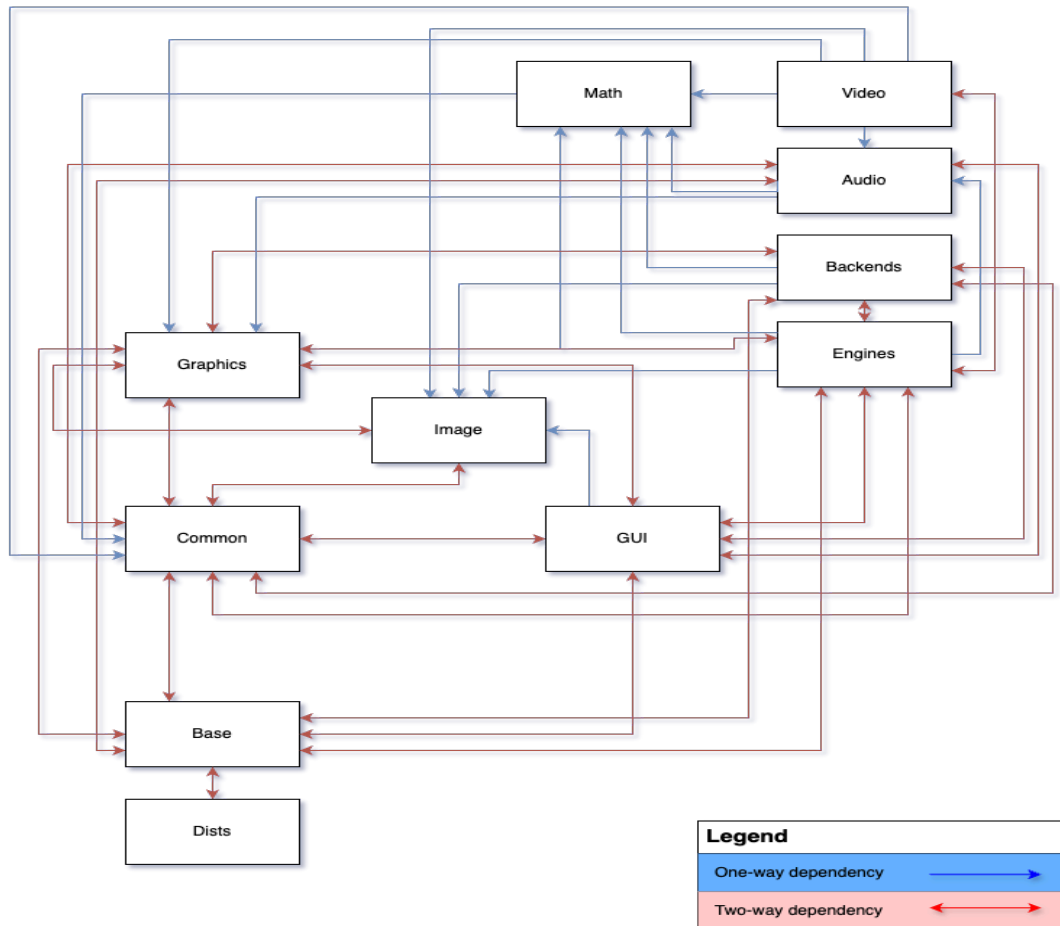 Math
Video
Audio
Backends
Graphics
Engines
Image
Common
GUI
Base
Dists
Legend
One-way dependency
Two-way dependency